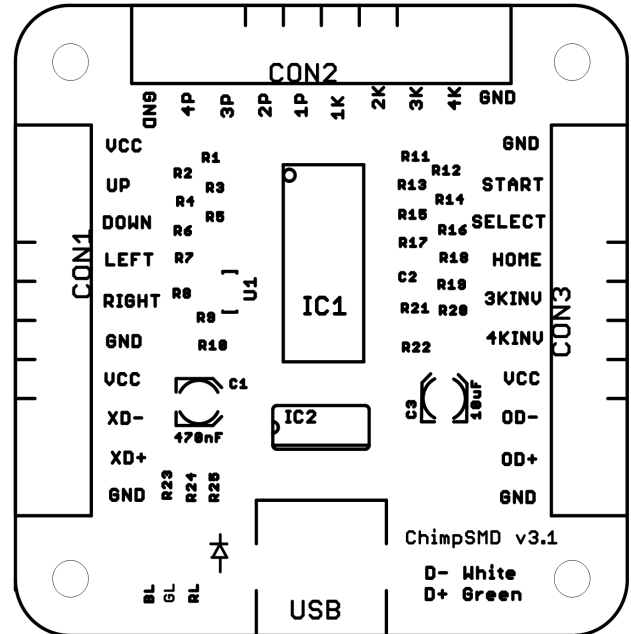 CON2
GND 4P 3P 2P 1P 1K 2K 3K 4K GND
VCC
UP
DOWN
LEFT
RIGHT
GND
VCC
XD-
XD+
GND
CON1
R1
R2
R3
R4
R5
R6
R7
R8
R9
R10
U1
C1
470nF
R23 R24 R25
BL GL RL
IC1
IC2
USB
R11
R12
R13
R14
R15
R16
R17
R18
C2
R19
R21 R20
R22
C3
10uF
GND
START
SELECT
HOME
3KINV
4KINV
VCC
OD-
OD+
GND
CON3
ChimpSMD v3.1
D- White
D+ Green